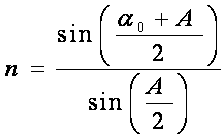 n = sin ( (α₀ + A) / 2 ) / sin ( A / 2 )